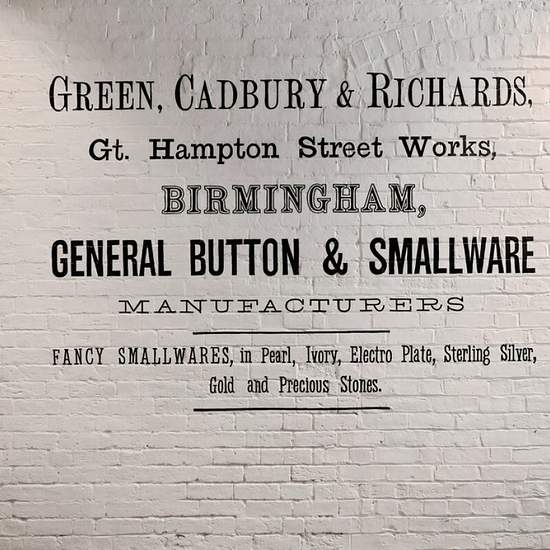 GREEN, CADBURY & RICHARDS,
Gt. Hampton Street Works,
BIRMINGHAM,
GENERAL BUTTON & SMALLWARE
MANUFACTURERS
FANCY SMALLWARES, in Pearl, Ivory, Electro Plate, Sterling Silver,
Gold and Precious Stones.